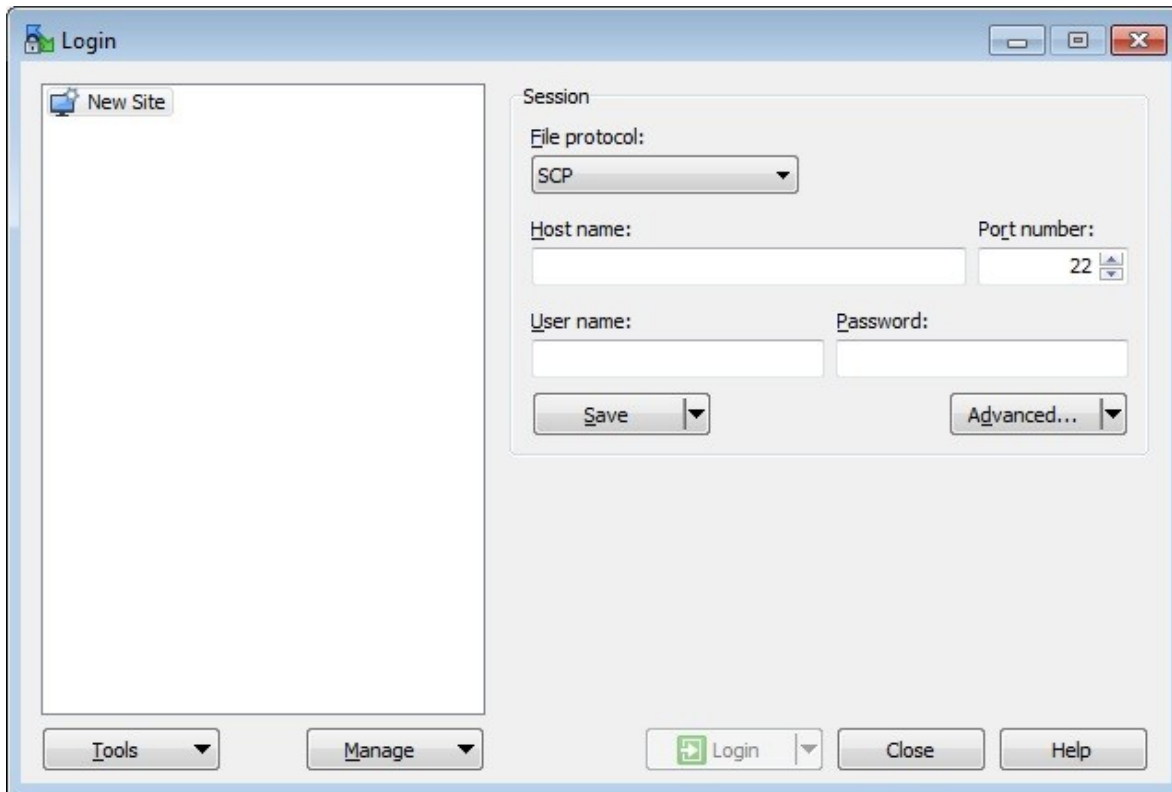 Login
New Site
Session
File protocol:
SCP
Host name:
Port number:
22
User name:
Password:
Save
Advanced...
Tools
Manage
Login
Close
Help